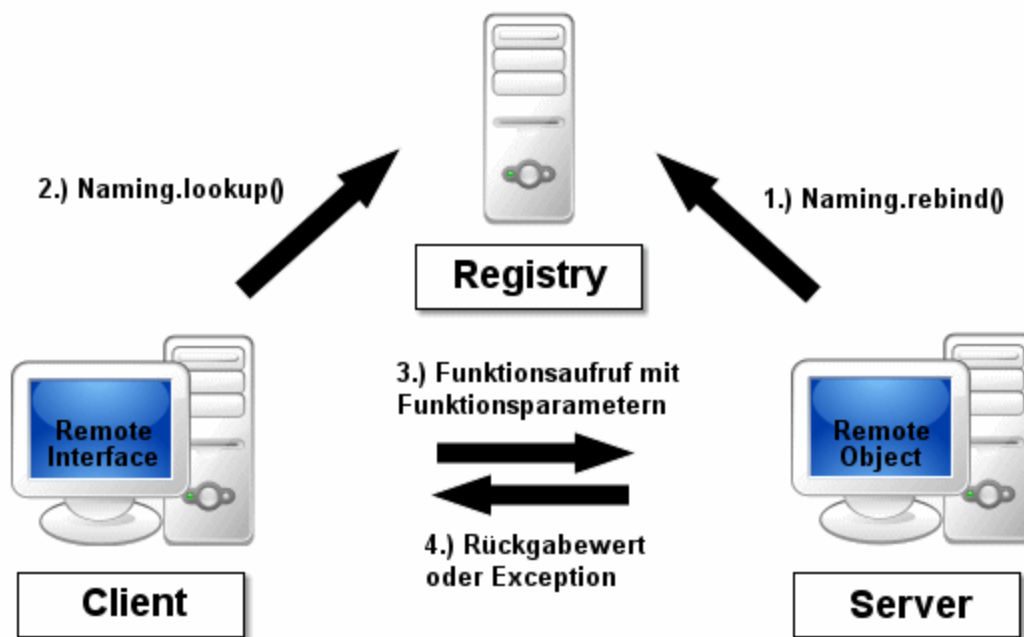 2.) Naming.lookup()
1.) Naming.rebind()
Registry
3.) Funktionsaufruf mit
Funktionsparametern
Remote
Interface
Remote
Object
4.) Rückgabewert
oder Exception
Client
Server